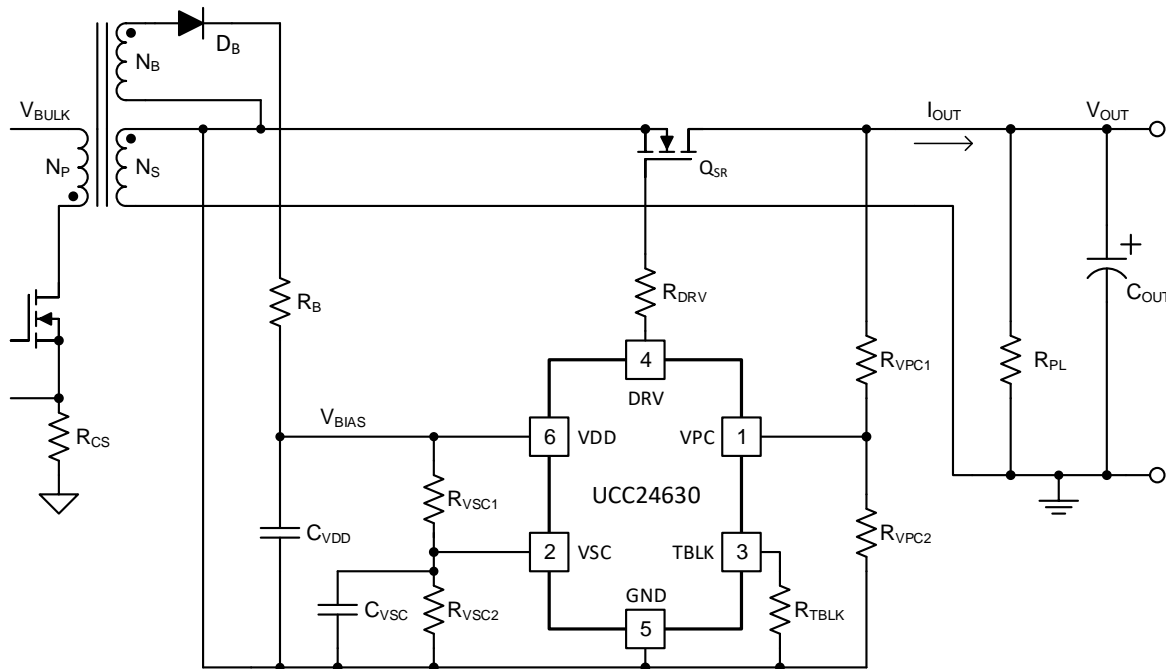 D_B
N_B
V_BULK
I_OUT
V_OUT
N_P
N_S
Q_SR
R_B
R_DRV
+
C_OUT
R_VPC1
R_PL
4
DRV
V_BIAS
6 VDD
VPC 1
R_CS
R_VSC1
UCC24630
C_VDD
2 VSC
TBLK 3
R_VPC2
GND
C_VSC
R_VSC2
5
R_TBLK